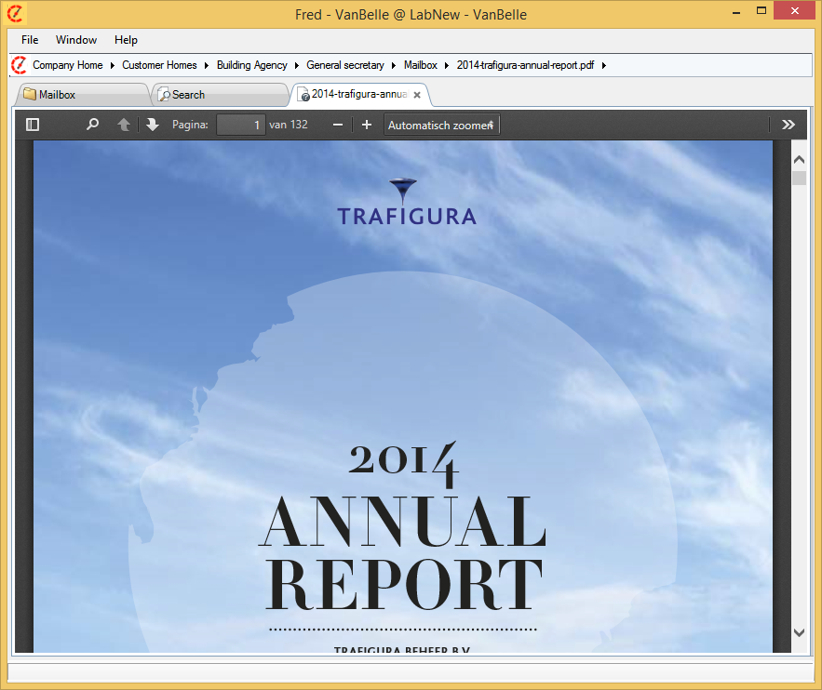 Fred - VanBelle @ LabNew - VanBelle
File Window Help
Company Home Customer Homes Building Agency General secretary Mailbox 2014-trafigura-annual-report.pdf
Mailbox Search 2014-trafigura-annua
Pagina: 1 van 132 Automatisch zoomen
TRAFIGURA
2014
ANNUAL
REPORT
TRAFIGURA BEHEER B.V.